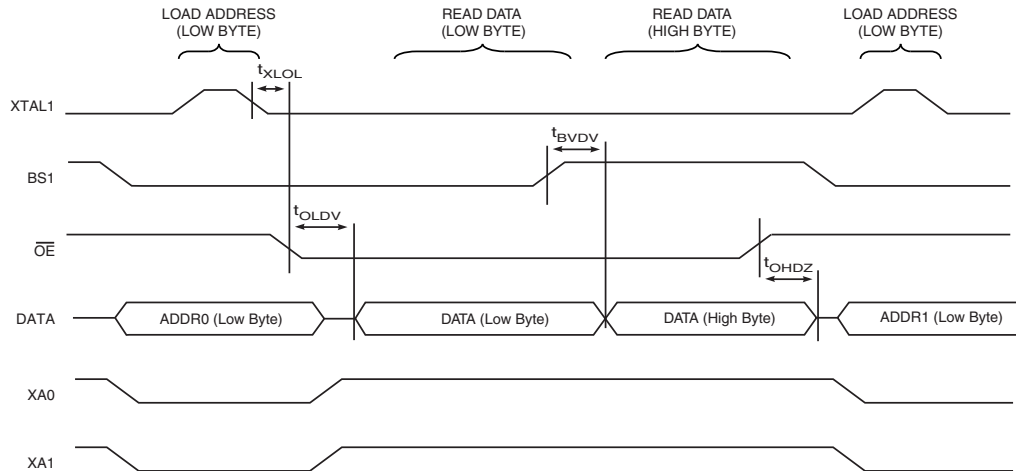 LOAD ADDRESS
(LOW BYTE)
READ DATA
(LOW BYTE)
READ DATA
(HIGH BYTE)
LOAD ADDRESS
(LOW BYTE)
tXLOL
XTAL1
tBVDV
BS1
tOLDV
OE
tOHDZ
DATA
ADDR0 (Low Byte)
DATA (Low Byte)
DATA (High Byte)
ADDR1 (Low Byte)
XA0
XA1